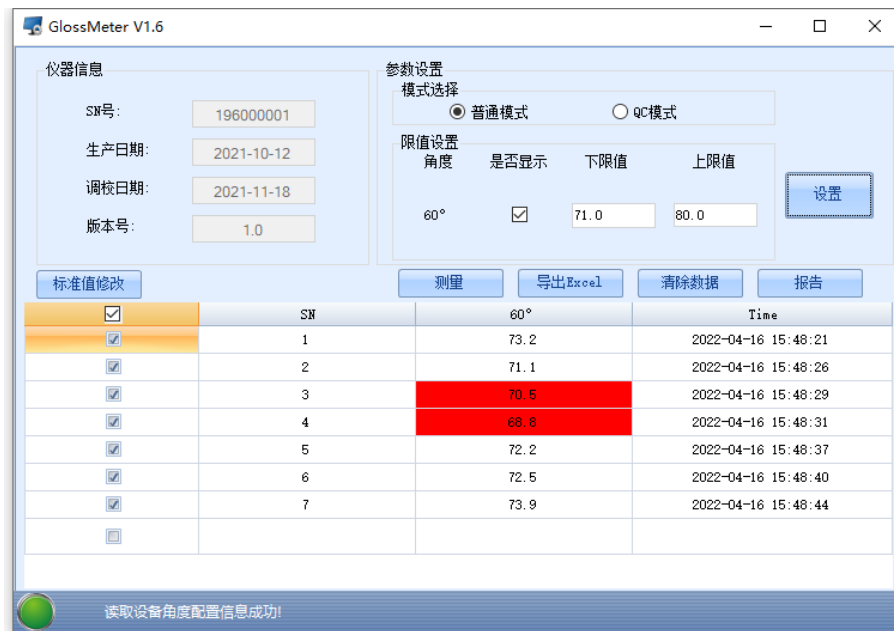 GlossMeter V1.6
仪器信息
SN号: 196000001
生产日期: 2021-10-12
调校日期: 2021-11-18
版本号: 1.0
参数设置
模式选择
普通模式 QC模式
限值设置
角度 是否显示 下限值 上限值
60° 71.0 80.0
设置
标准值修改 测量 导出Excel 清除数据 报告
SN 60° Time
1 73.2 2022-04-16 15:48:21
2 71.1 2022-04-16 15:48:26
3 70.5 2022-04-16 15:48:29
4 68.8 2022-04-16 15:48:31
5 72.2 2022-04-16 15:48:37
6 72.5 2022-04-16 15:48:40
7 73.9 2022-04-16 15:48:44
读取设备角度配置信息成功!